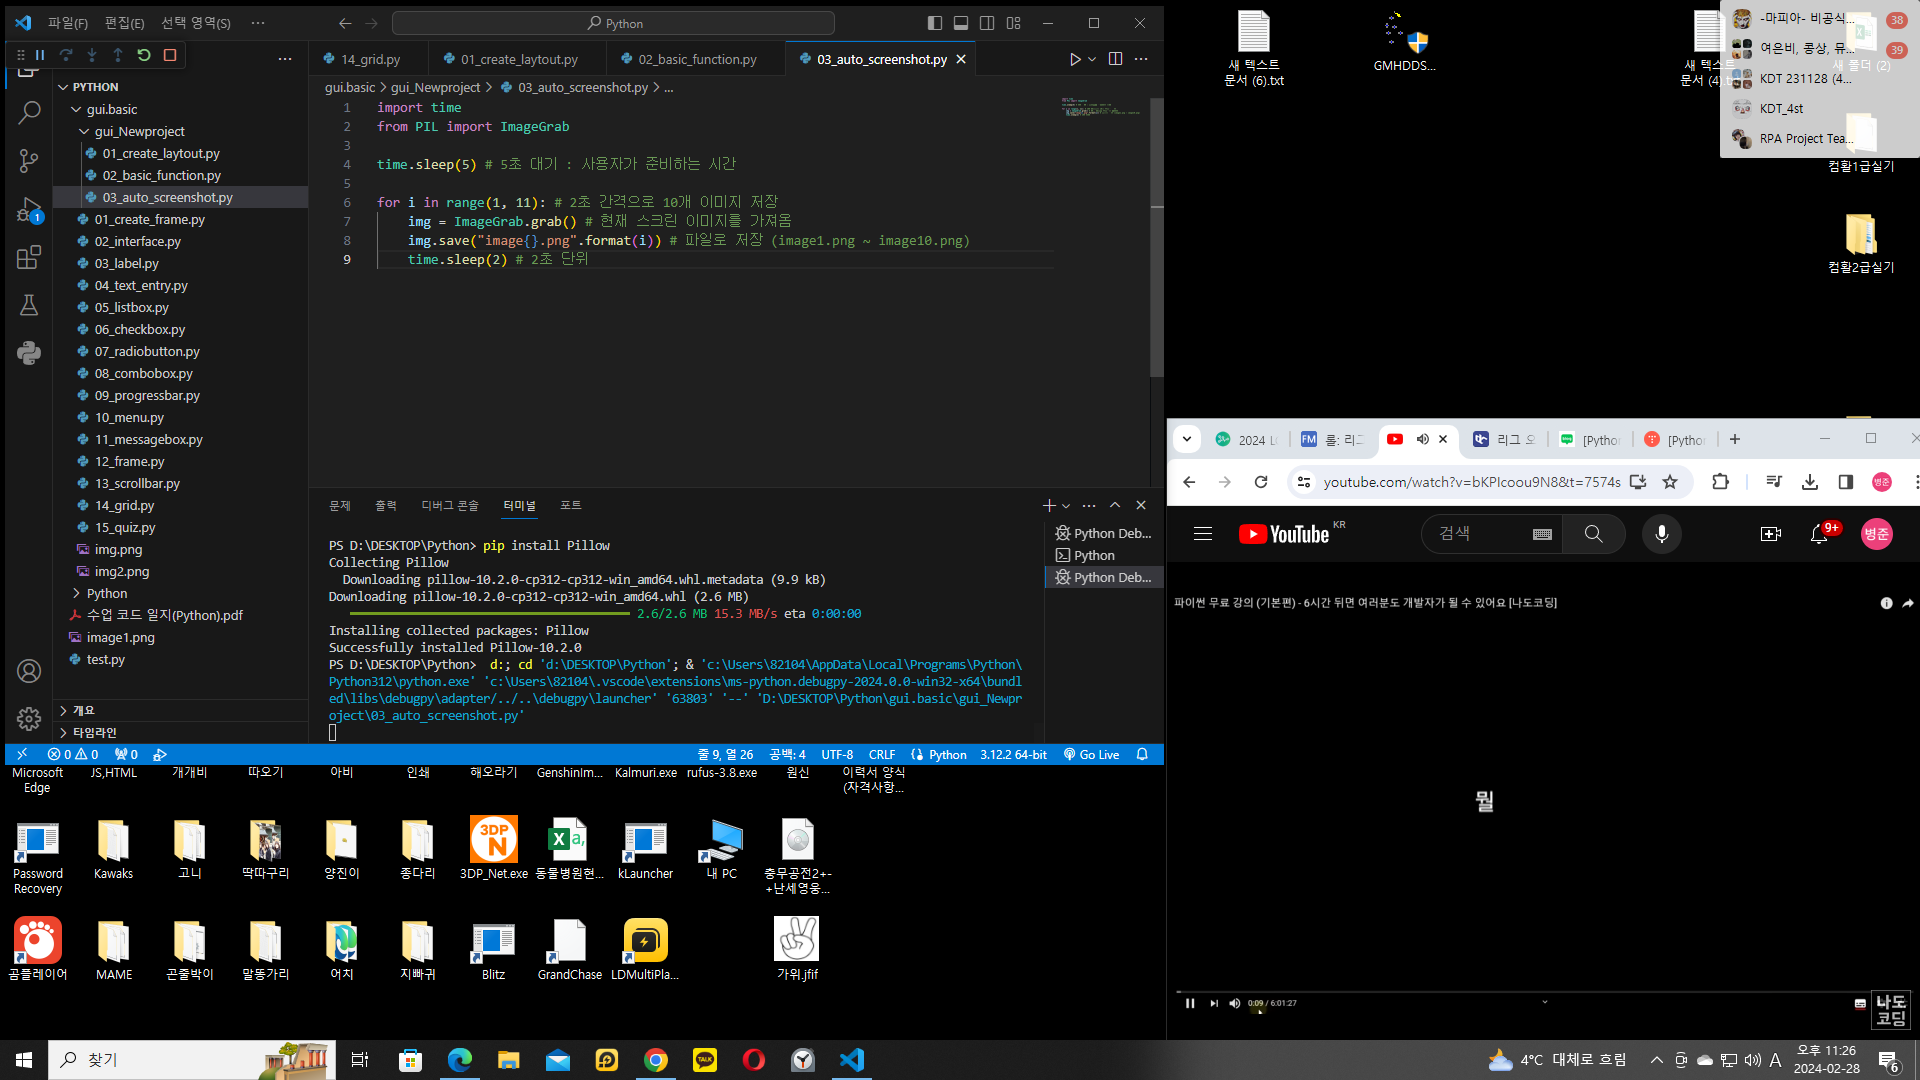 파일(F) 편집(E) 선택 영역(S) ...
Python
PYTHON
gui.basic
gui_Newproject
01_create_laytout.py
02_basic_function.py
03_auto_screenshot.py
01_create_frame.py
02_interface.py
03_label.py
04_text_entry.py
05_listbox.py
06_checkbox.py
07_radiobutton.py
08_combobox.py
09_progressbar.py
10_menu.py
11_messagebox.py
12_frame.py
13_scrollbar.py
14_grid.py
15_quiz.py
img.png
img2.png
Python
수업 코드 일지(Python).pdf
image1.png
test.py
개요
타임라인
1
14_grid.py 01_create_laytout.py 02_basic_function.py 03_auto_screenshot.py
gui.basic > gui_Newproject > 03_auto_screenshot.py > ...
1 import time
2 from PIL import ImageGrab
3
4 time.sleep(5) # 5초 대기 : 사용자가 준비하는 시간
5
6 for i in range(1, 11): # 2초 간격으로 10개 이미지 저장
7 img = ImageGrab.grab() # 현재 스크린 이미지를 가져옴
8 img.save("image{}.png".format(i)) # 파일로 저장 (image1.png ~ image10.png)
9 time.sleep(2) # 2초 단위
문제 출력 디버그 콘솔 터미널 포트
PS D:\DESKTOP\Python> pip install Pillow
Collecting Pillow
Downloading pillow-10.2.0-cp312-cp312-win_amd64.whl.metadata (9.9 kB)
Downloading pillow-10.2.0-cp312-cp312-win_amd64.whl (2.6 MB)
2.6/2.6 MB 15.3 MB/s eta 0:00:00
Installing collected packages: Pillow
Successfully installed Pillow-10.2.0
PS D:\DESKTOP\Python> d:; cd 'd:\DESKTOP\Python'; & 'c:\Users\82104\AppData\Local\Programs\Python\
Python312\python.exe' 'c:\Users\82104\.vscode\extensions\ms-python.debugpy-2024.0.0-win32-x64\bundl
ed\libs\debugpy\adapter/../..\debugpy\launcher' '63803' '--' 'D:\DESKTOP\Python\gui.basic\gui_Newpr
oject\03_auto_screenshot.py'
Python Deb...
Python
Python Deb...
0 0 0 줄 9, 열 26 공백: 4 UTF-8 CRLF Python 3.12.2 64-bit Go Live
새 텍스트
문서 (6).txt
GMHDDS...
새 텍스트
문서 (4).txt
새 폴더 (2)
-마피아- 비공식... 38
여은비, 콩상, 뮤... 39
KDT 231128 (4...
KDT_4st
RPA Project Tea...
컴활1급실기
컴활2급실기
2024 L 롤: 리그 리그 오 [Pytho [Pytho
youtube.com/watch?v=bKPIcoou9N8&t=7574s
병준
YouTube KR
검색
9+
병준
파이썬 무료 강의 (기본편) - 6시간 뒤면 여러분도 개발자가 될 수 있어요 [나도코딩]
뭘
0:09 / 6:01:27
나도
코딩
Microsoft
Edge
JS,HTML
개개비
따오기
아비
인쇄
해오라기
GenshinIm...
Kalmuri.exe
rufus-3.8.exe
원신
이력서 양식
(자격사항...
Password
Recovery
Kawaks
고니
딱따구리
양진이
종다리
3DP
N
3DP_Net.exe
동물병원현...
kLauncher
내 PC
충무공전2+-
+난세영웅...
곰플레이어
MAME
곤줄박이
말똥가리
어치
지빠귀
Blitz
GrandChase
LDMultiPla...
가위.jfif
찾기
TALK
4°C 대체로 흐림
A
오후 11:26
2024-02-28
6